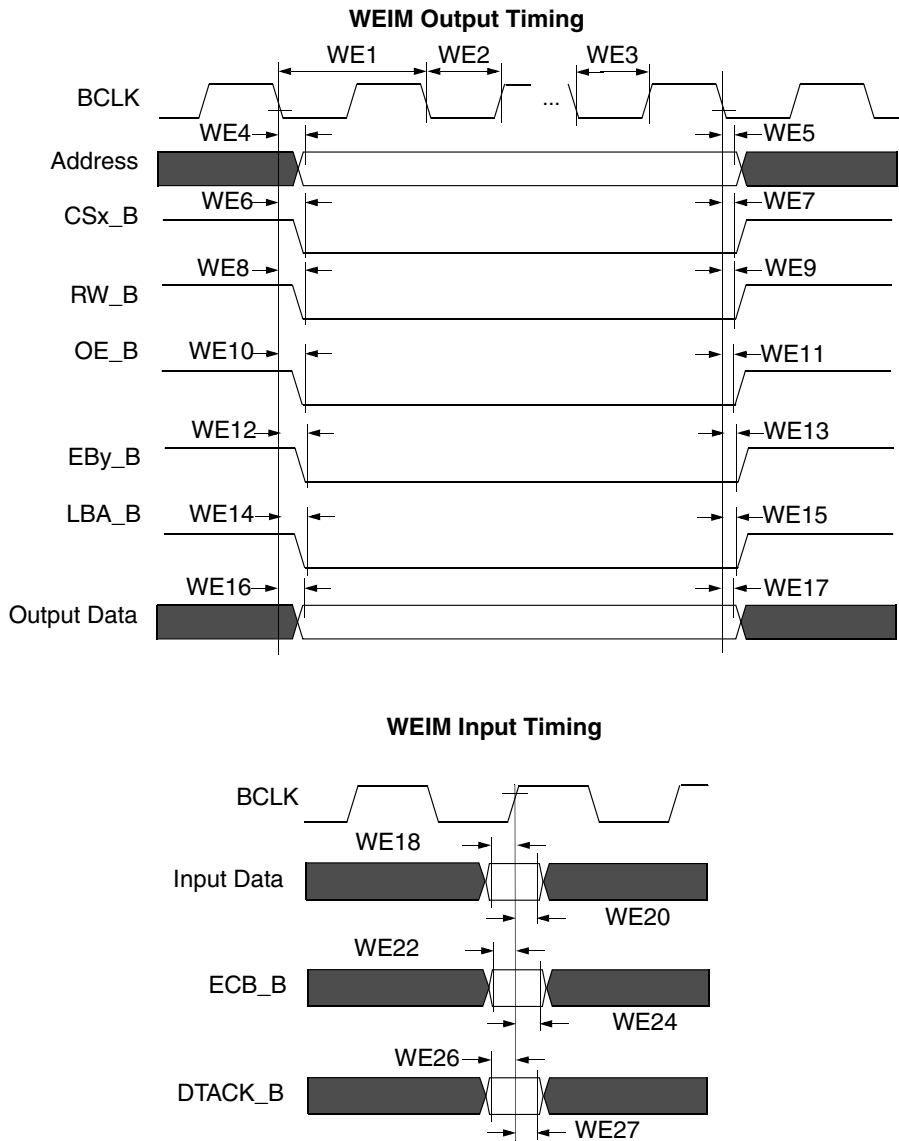 WEIM Output Timing
WE1 WE2 WE3
BCLK
...
WE4 WE5
Address
WE6 WE7
CSx_B
WE8 WE9
RW_B
OE_B
WE10 WE11
WE12 WE13
EBy_B
LBA_B
WE14 WE15
WE16 WE17
Output Data
WEIM Input Timing
BCLK
WE18
Input Data
WE20
WE22
ECB_B
WE24
WE26
DTACK_B
WE27